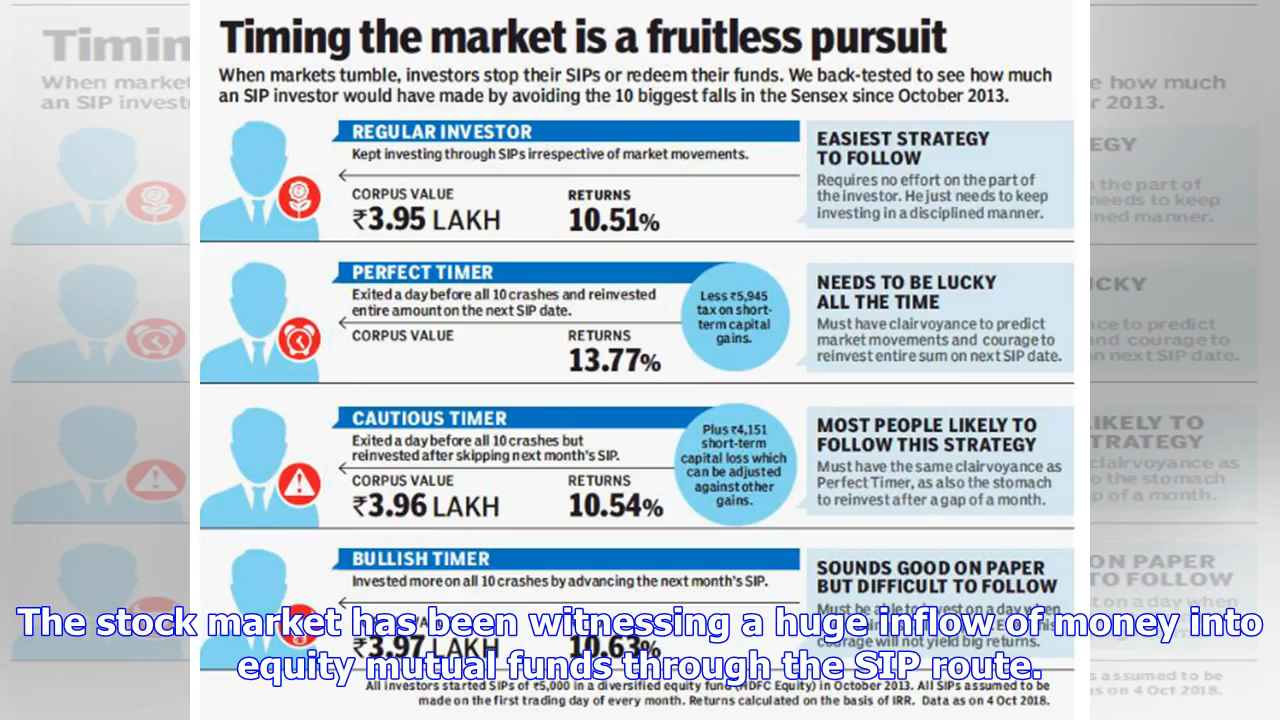 Timing the market is a fruitless pursuit
When markets tumble, investors stop their SIPs or redeem their funds. We back-tested to see how much
an SIP investor would have made by avoiding the 10 biggest falls in the Sensex since October 2013.
REGULAR INVESTOR
Kept investing through SIPs irrespective of market movements.
CORPUS VALUE
₹3.95 LAKH
RETURNS
10.51%
EASIEST STRATEGY
TO FOLLOW
Requires no effort on the part of
the investor. He just needs to keep
investing in a disciplined manner.
PERFECT TIMER
Exited a day before all 10 crashes and reinvested
entire amount on the next SIP date.
CORPUS VALUE
RETURNS
13.77%
Less ₹5,945
tax on short-
term capital
gains.
NEEDS TO BE LUCKY
ALL THE TIME
Must have clairvoyance to predict
market movements and courage to
reinvest entire sum on next SIP date.
CAUTIOUS TIMER
Exited a day before all 10 crashes but
reinvested after skipping next month's SIP.
CORPUS VALUE
₹3.96 LAKH
RETURNS
10.54%
Plus ₹4,151
short-term
capital loss which
can be adjusted
against other
gains.
MOST PEOPLE LIKELY TO
FOLLOW THIS STRATEGY
Must have the same clairvoyance as
Perfect Timer, as also the stomach
to reinvest after a gap of a month.
BULLISH TIMER
Invested more on all 10 crashes by advancing the next month's SIP.
₹3.97 LAKH
10.63%
SOUNDS GOOD ON PAPER
BUT DIFFICULT TO FOLLOW
Must be able to invest on a day when
courage will not yield big returns.
The stock market has been witnessing a huge inflow of money into
equity mutual funds through the SIP route.
All investors started SIPs of ₹5,000 in a diversified equity fund (HDFC Equity) in October 2013. All SIPs assumed to be
made on the first trading day of every month. Returns calculated on the basis of IRR. Data as on 4 Oct 2018.